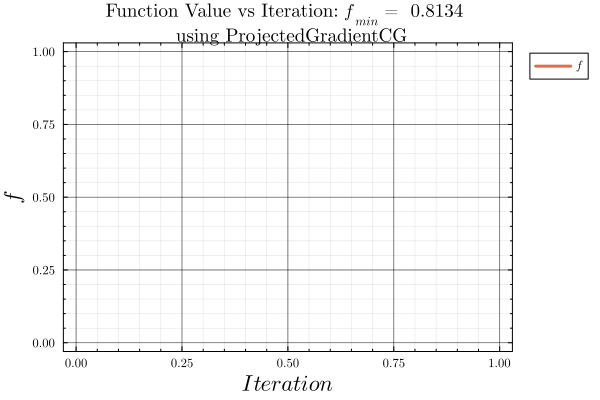 Function Value vs Iteration: f_min = 0.8134
using ProjectedGradientCG
f
1.00
0.75
0.50
0.25
0.00
f
0.00 0.25 0.50 0.75 1.00
Iteration